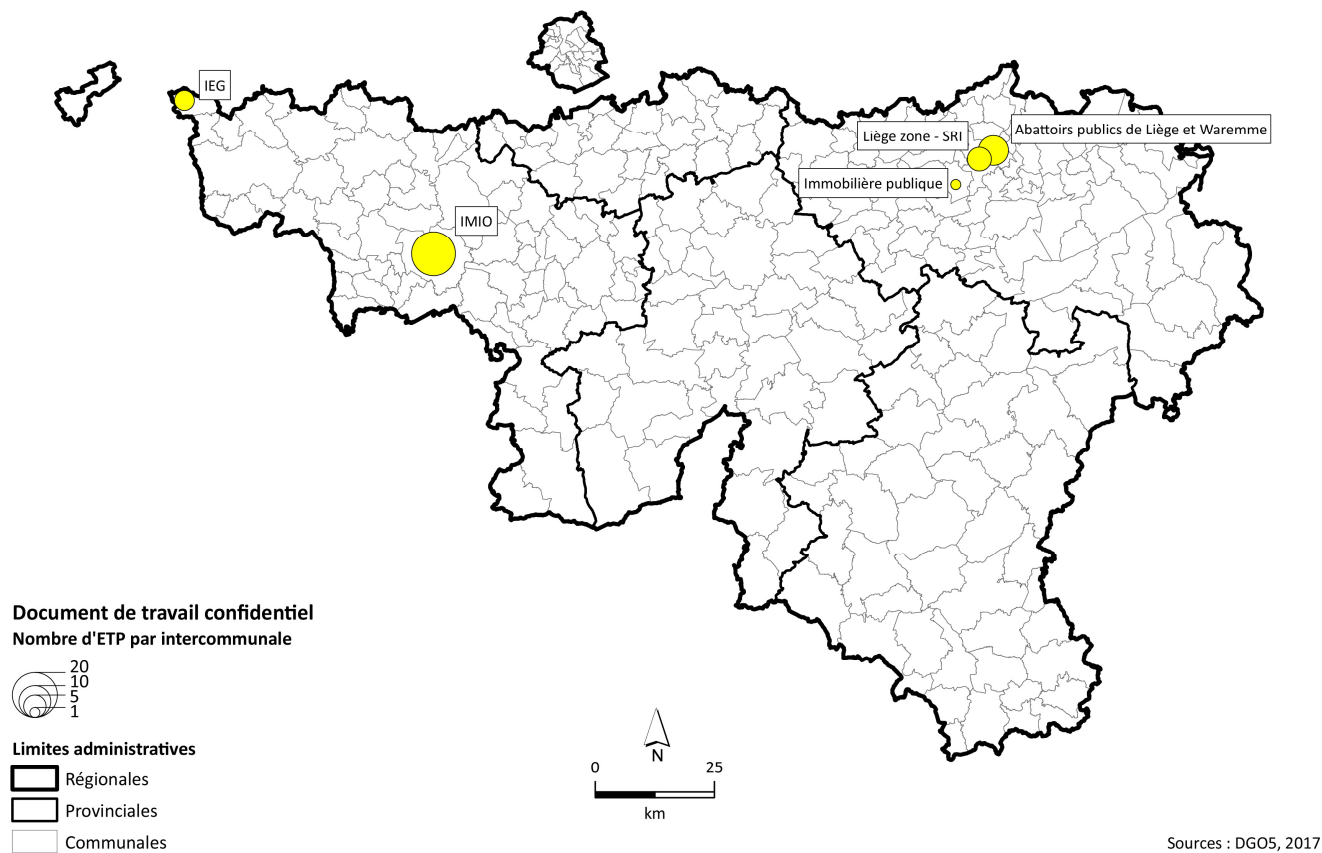 IEG
Liège zone - SRI
Abattoirs publics de Liège et Waremme
Immobilière publique
IMIO
Document de travail confidentiel
Nombre d'ETP par intercommunale
20
10
5
1
Limites administratives
Régionales
Provinciales
Communales
N
0 25
km
Sources : DGO5, 2017